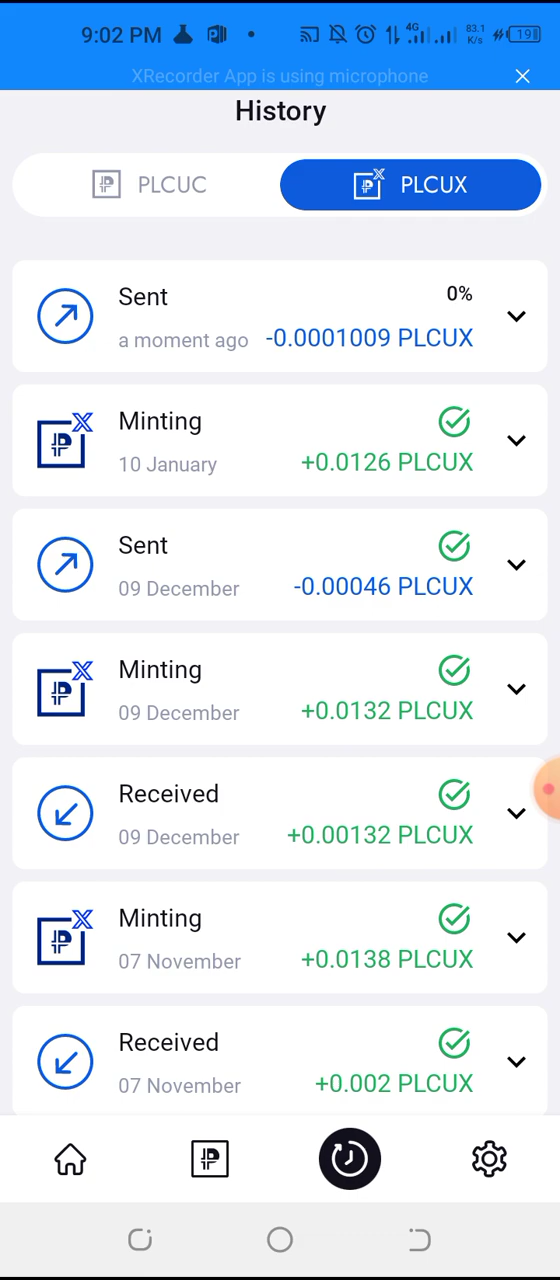 9:02 PM
4G
83.1
K/s
19
XRecorder App is using microphone
History
PLCUC
PLCUX
Sent
0%
a moment ago
-0.0001009 PLCUX
Minting
10 January
+0.0126 PLCUX
Sent
09 December
-0.00046 PLCUX
Minting
09 December
+0.0132 PLCUX
Received
09 December
+0.00132 PLCUX
Minting
07 November
+0.0138 PLCUX
Received
07 November
+0.002 PLCUX